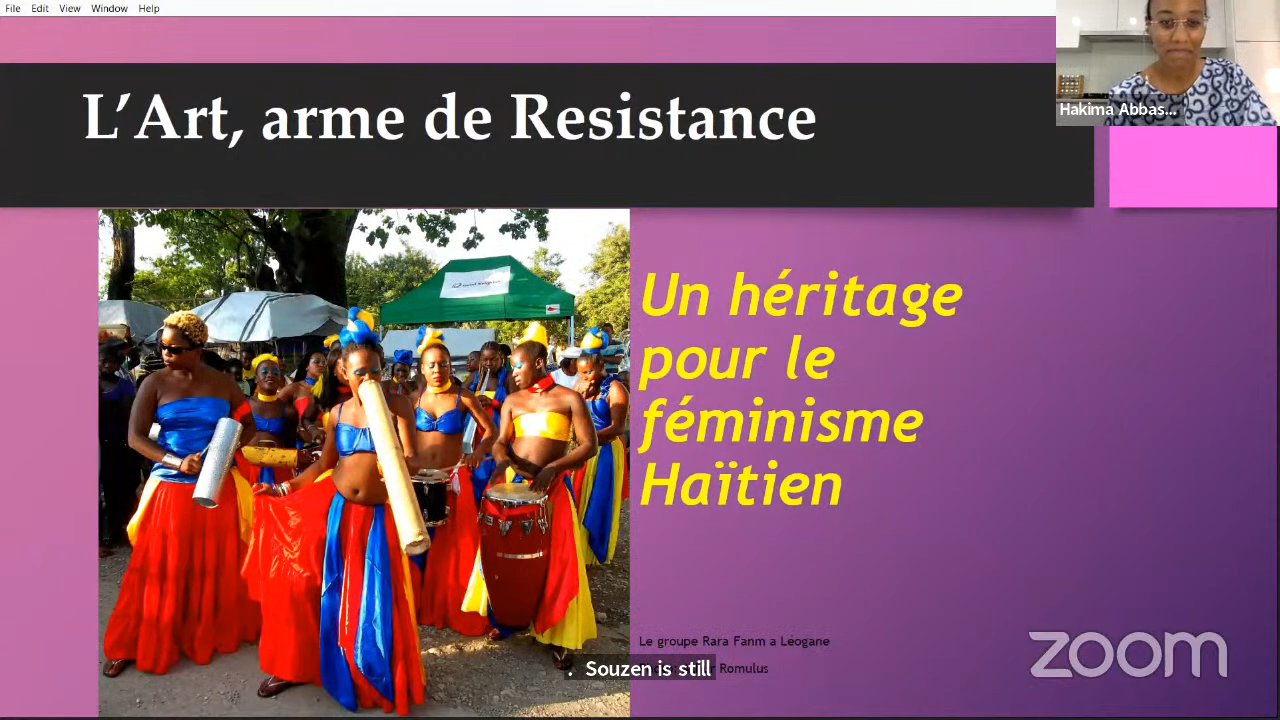 File Edit View Window Help
Hakima Abbas...
L’Art, arme de Resistance
Un héritage
pour le
féminisme
Haïtien
Le groupe Rara Fanm a Leogane
Romulus
. Souzen is still
zoom